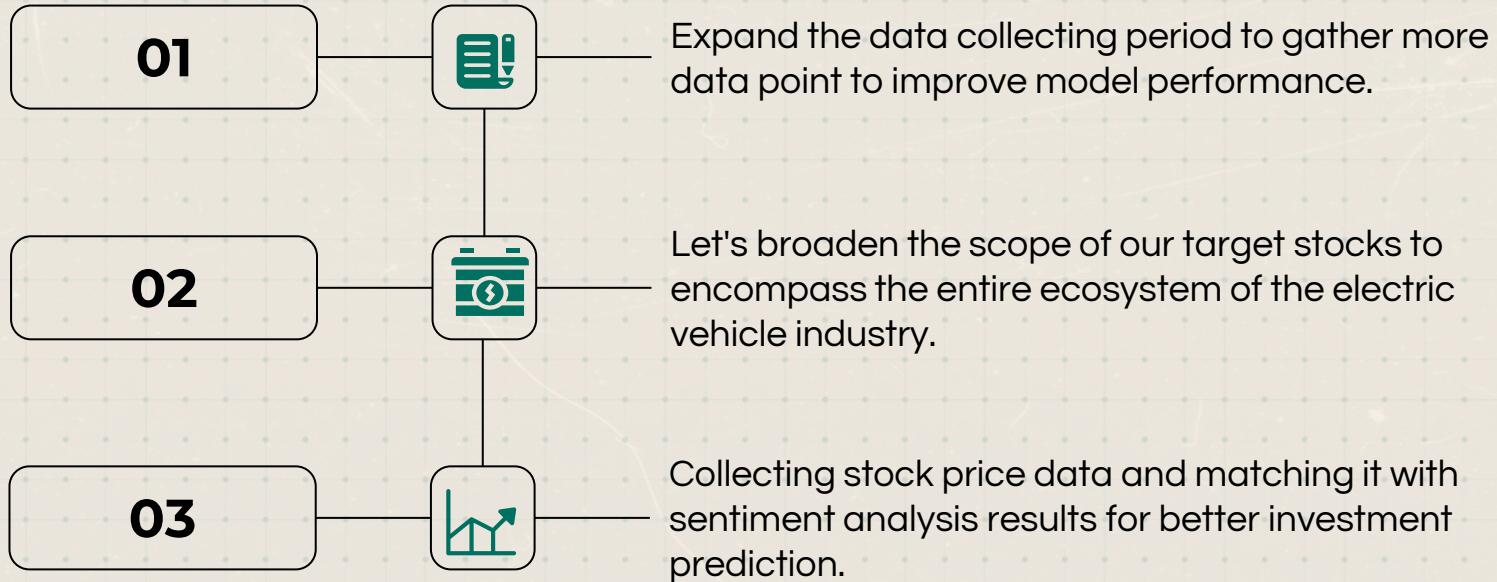 01
Expand the data collecting period to gather more
data point to improve model performance.
02
Let's broaden the scope of our target stocks to
encompass the entire ecosystem of the electric
vehicle industry.
03
Collecting stock price data and matching it with
sentiment analysis results for better investment
prediction.